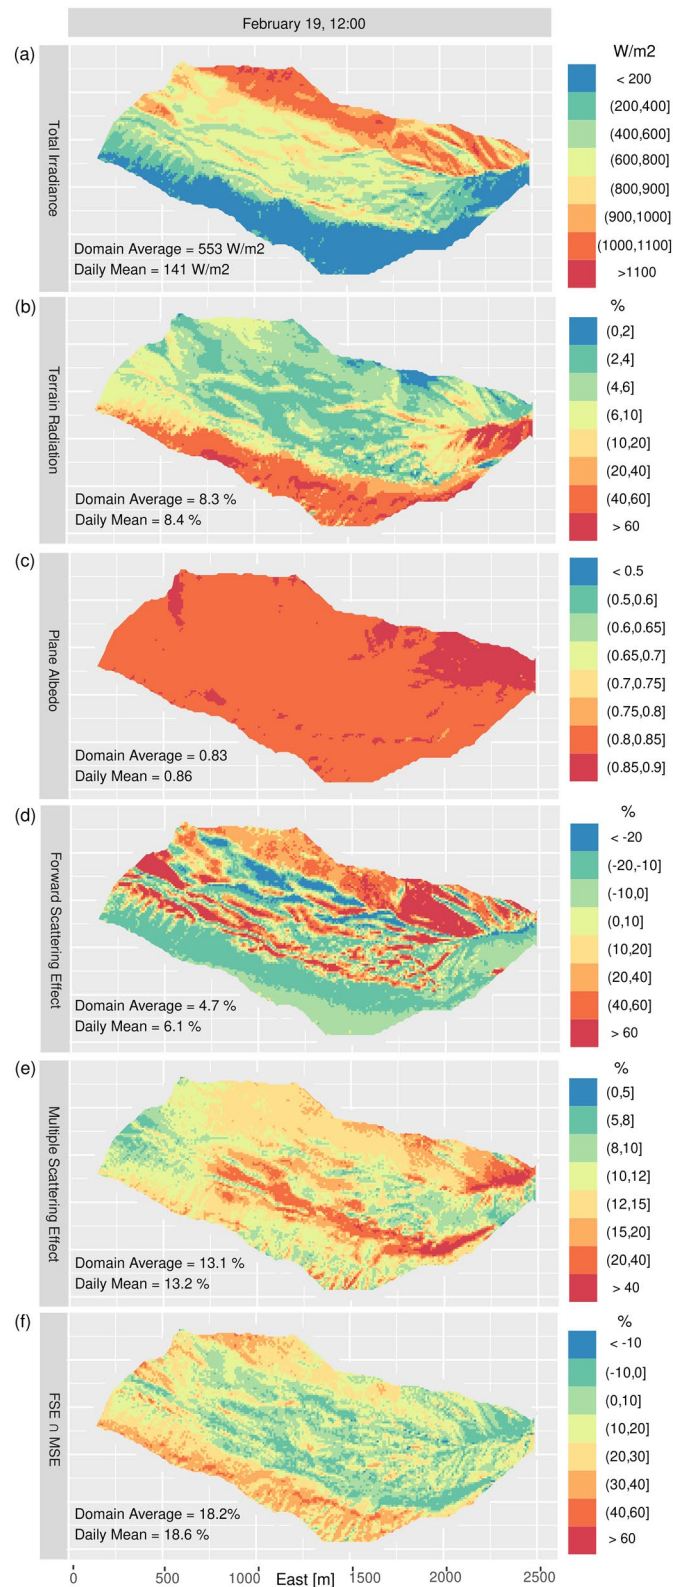 February 19, 12:00
(a)
Total Irradiance
Domain Average = 553 W/m2
Daily Mean = 141 W/m2
W/m2
< 200
(200,400]
(400,600]
(600,800]
(800,900]
(900,1000]
(1000,1100]
>1100
(b)
Terrain Radiation
Domain Average = 8.3 %
Daily Mean = 8.4 %
%
(0,2]
(2,4]
(4,6]
(6,10]
(10,20]
(20,40]
(40,60]
> 60
(c)
Plane Albedo
Domain Average = 0.83
Daily Mean = 0.86
< 0.5
(0.5,0.6]
(0.6,0.65]
(0.65,0.7]
(0.7,0.75]
(0.75,0.8]
(0.8,0.85]
(0.85,0.9]
(d)
Forward Scattering Effect
Domain Average = 4.7 %
Daily Mean = 6.1 %
%
< -20
(-20,-10]
(-10,0]
(0,10]
(10,20]
(20,40]
(40,60]
> 60
(e)
Multiple Scattering Effect
Domain Average = 13.1 %
Daily Mean = 13.2 %
%
(0,5]
(5,8]
(8,10]
(10,12]
(12,15]
(15,20]
(20,40]
> 40
(f)
FSE ∩ MSE
Domain Average = 18.2%
Daily Mean = 18.6 %
%
< -10
(-10,0]
(0,10]
(10,20]
(20,30]
(30,40]
(40,60]
> 60
0 500 1000 1500 2000 2500
East [m]